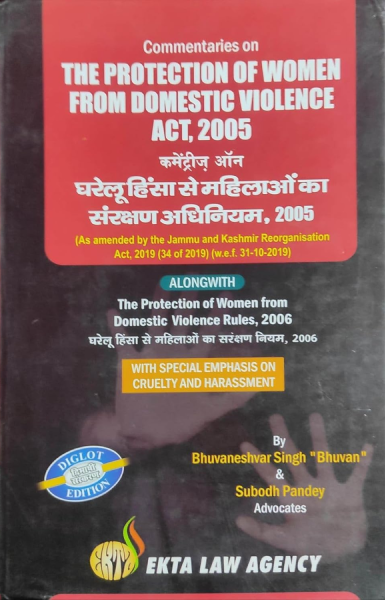 Commentaries on
THE PROTECTION OF WOMEN
FROM DOMESTIC VIOLENCE
ACT, 2005
कमेंट्रीज़ ऑन
घरेलू हिंसा से महिलाओं का
संरक्षण अधिनियम, 2005
(As amended by the Jammu and Kashmir Reorganisation
Act, 2019 (34 of 2019) (w.e.f. 31-10-2019)
ALONGWITH
The Protection of Women from
Domestic Violence Rules, 2006
घरेलू हिंसा से महिलाओं का सरंक्षण नियम, 2006
WITH SPECIAL EMPHASIS ON
CRUELTY AND HARASSMENT
By
Bhuvaneshvar Singh "Bhuvan"
&
Subodh Pandey
Advocates
DIGLOT
द्विभाषी
संस्करण
EDITION
EKTA
EKTA LAW AGENCY